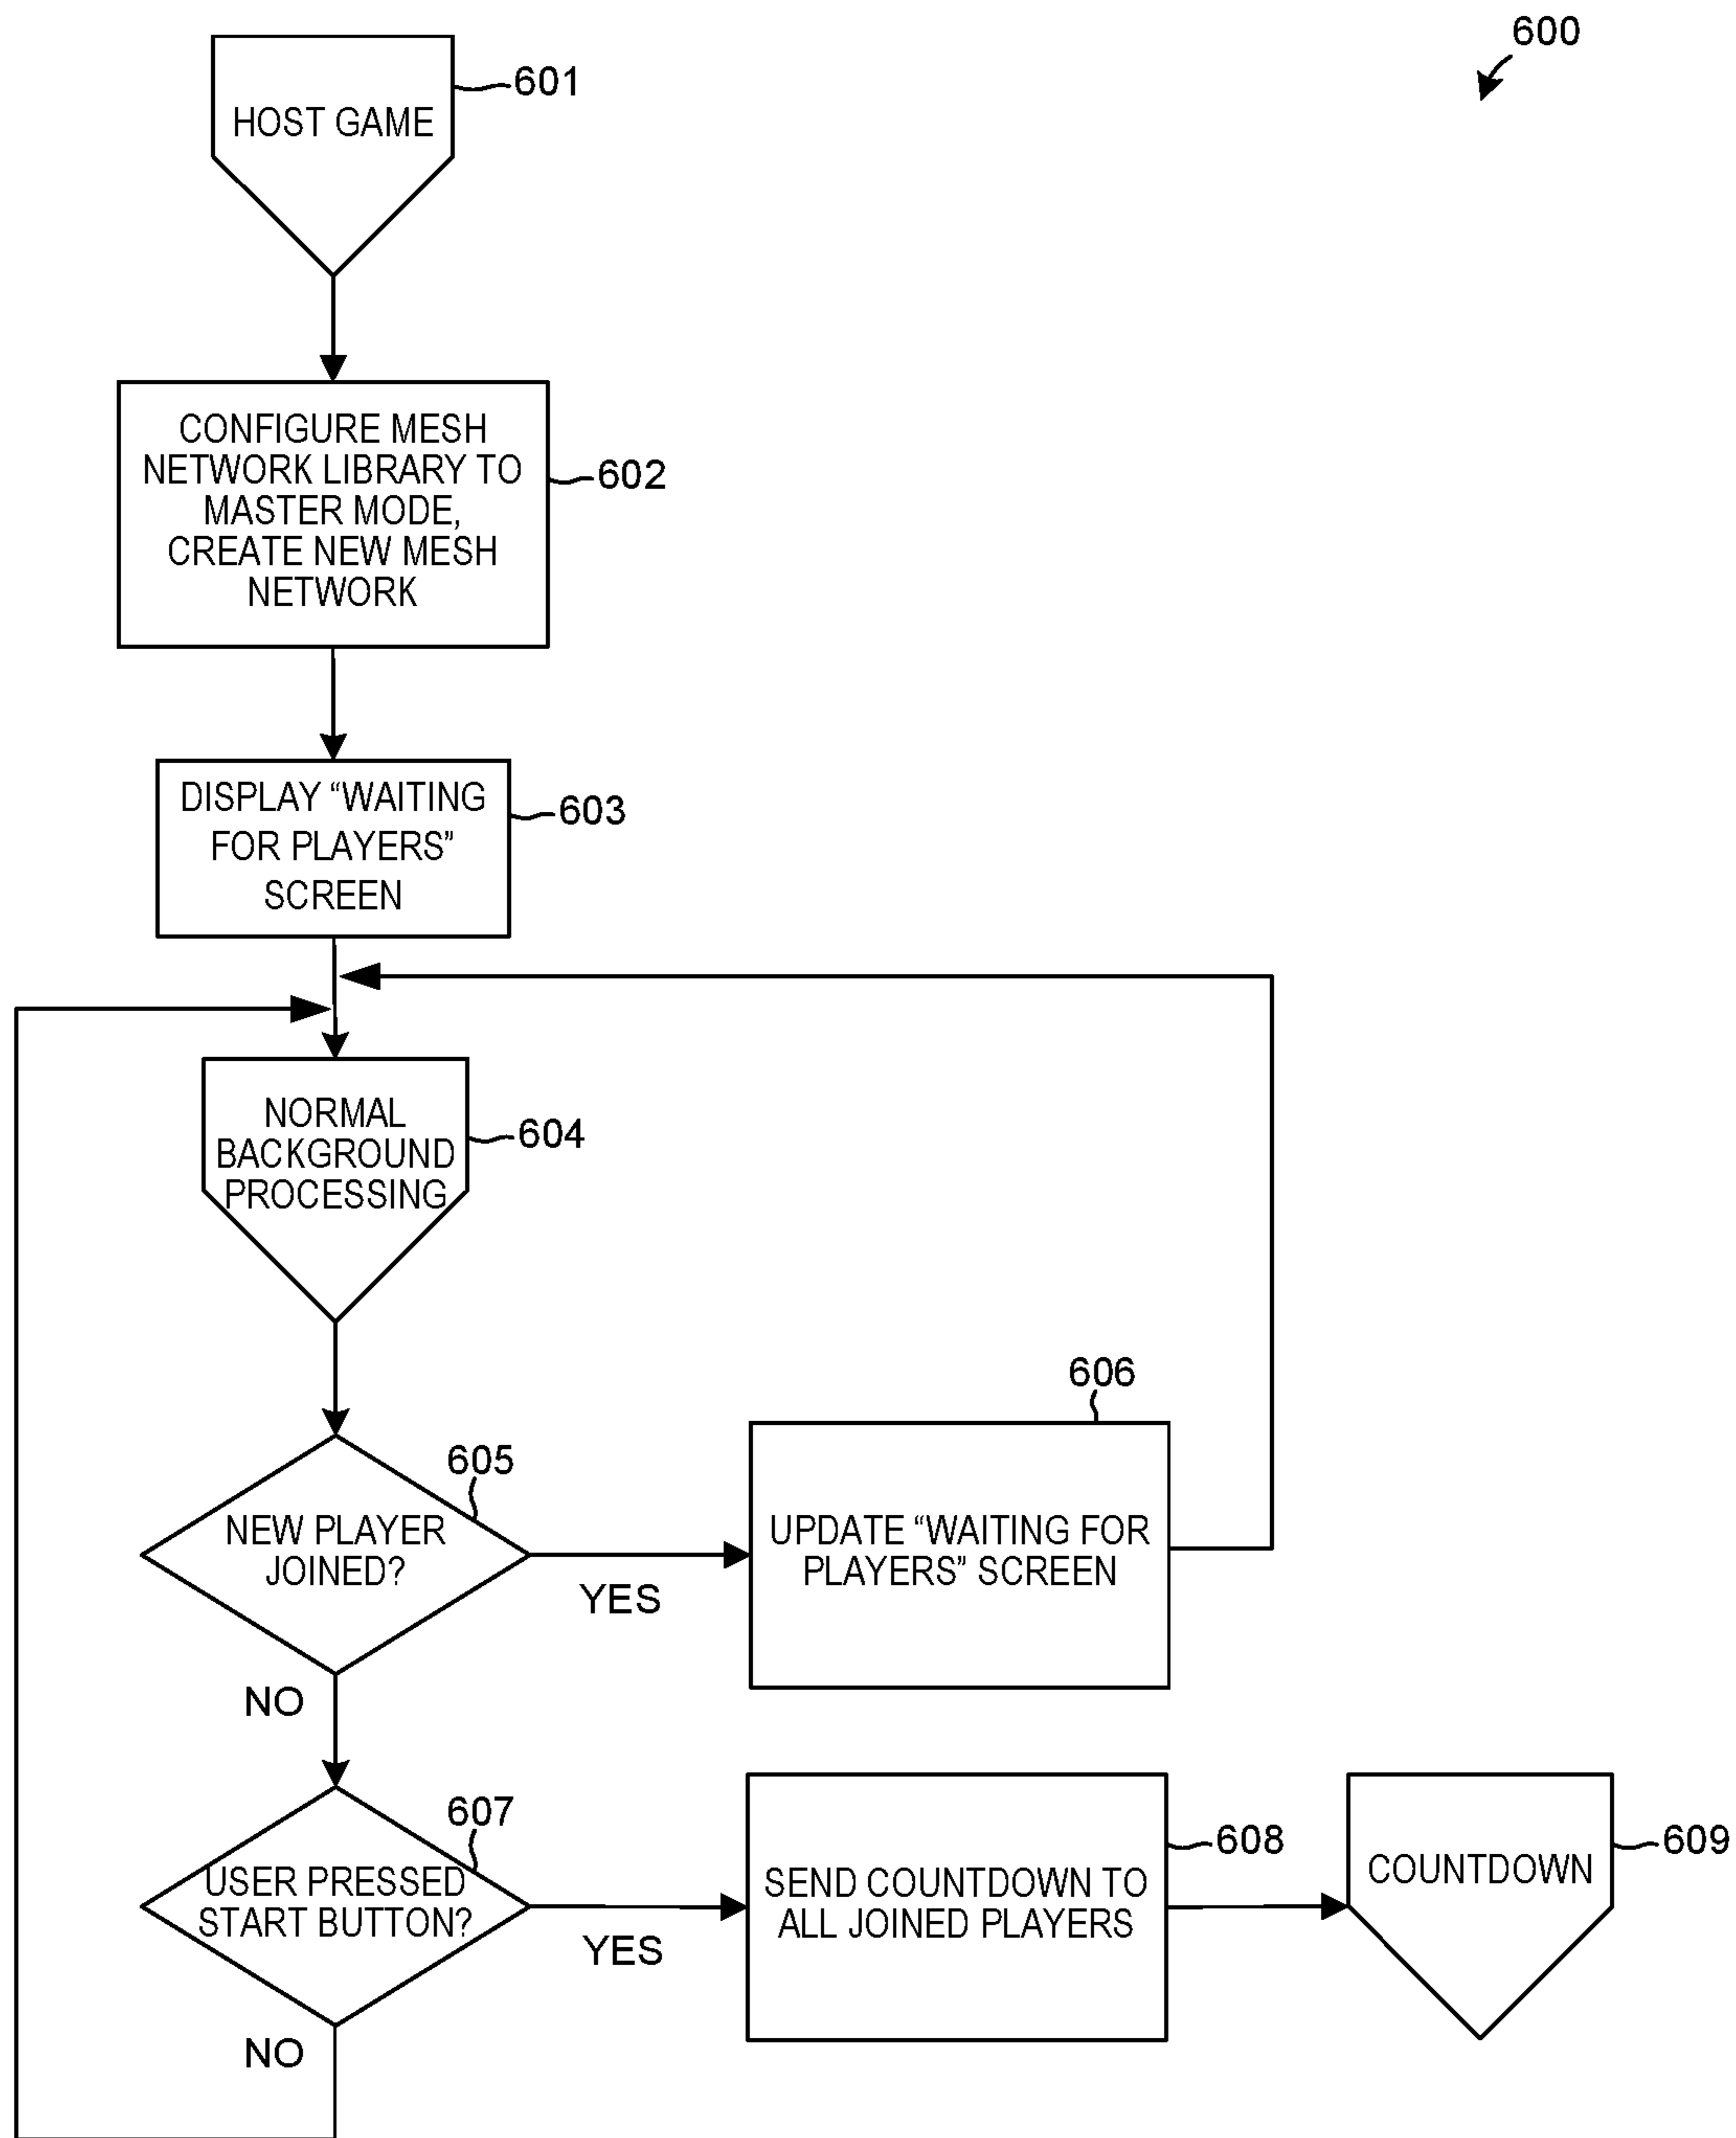 600
601
HOST GAME
CONFIGURE MESH
NETWORK LIBRARY TO
MASTER MODE,
CREATE NEW MESH
NETWORK
602
DISPLAY “WAITING
FOR PLAYERS”
SCREEN
603
NORMAL
BACKGROUND
PROCESSING
604
605
NEW PLAYER
JOINED?
YES
NO
606
UPDATE “WAITING FOR
PLAYERS” SCREEN
607
USER PRESSED
START BUTTON?
YES
NO
608
SEND COUNTDOWN TO
ALL JOINED PLAYERS
609
COUNTDOWN